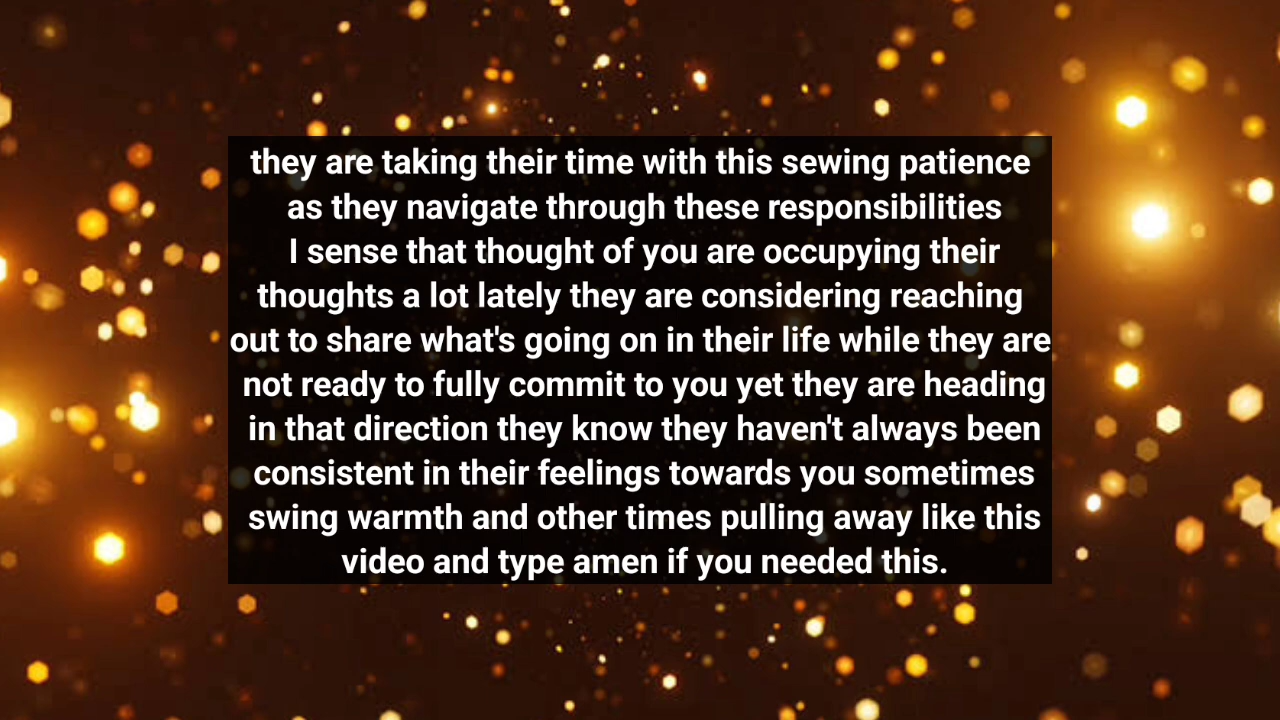 they are taking their time with this sewing patience
as they navigate through these responsibilities
I sense that thought of you are occupying their
thoughts a lot lately they are considering reaching
out to share what's going on in their life while they are
not ready to fully commit to you yet they are heading
in that direction they know they haven't always been
consistent in their feelings towards you sometimes
swing warmth and other times pulling away like this
video and type amen if you needed this.